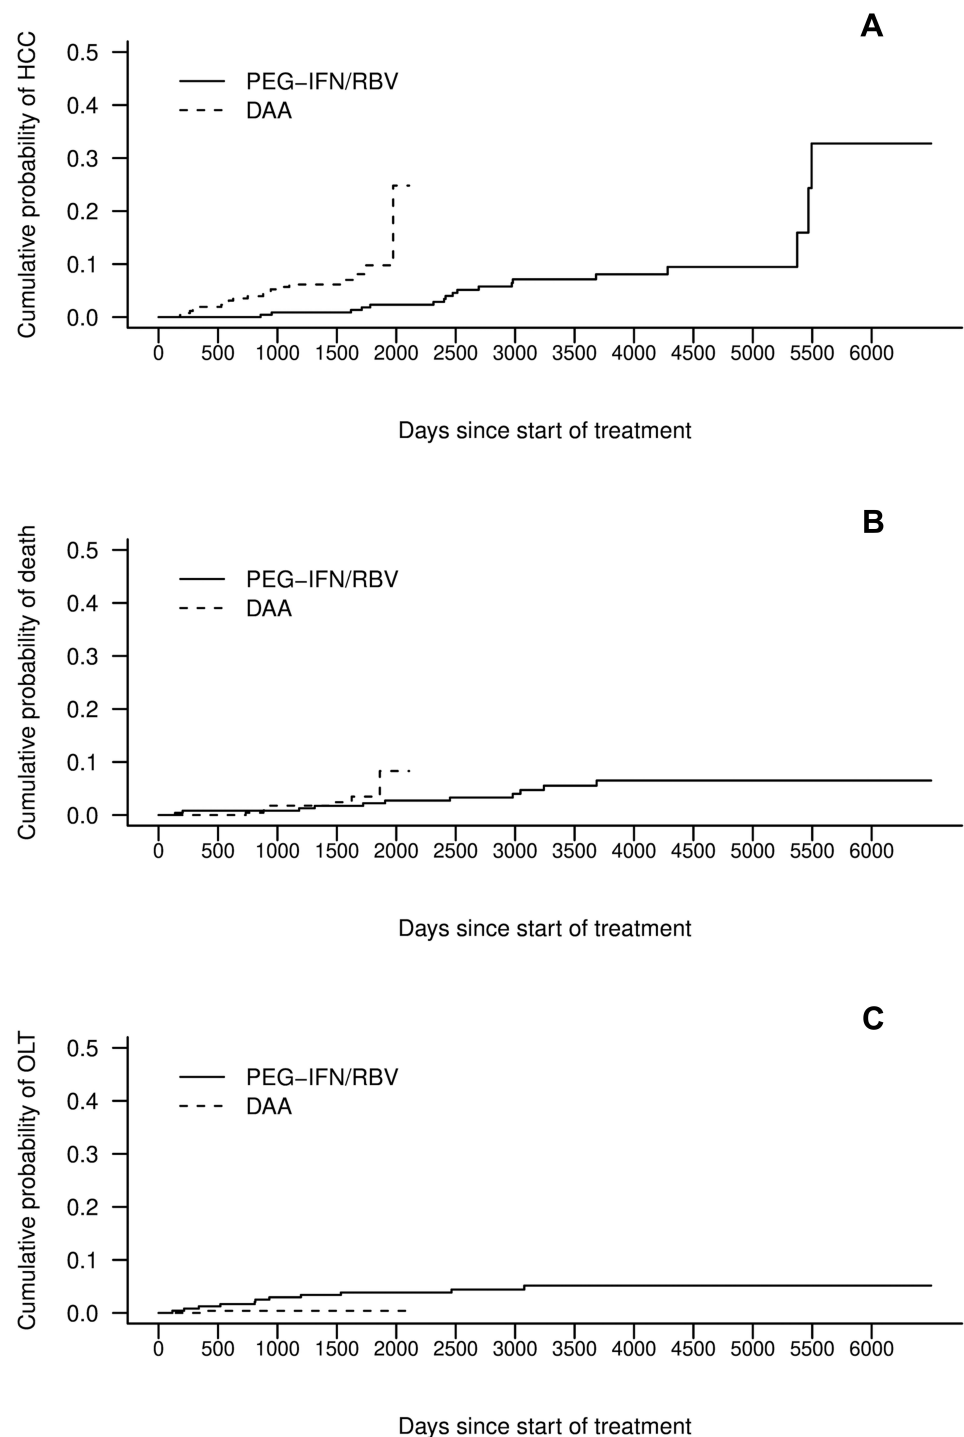 A
Cumulative probability of HCC
0.5
0.4
0.3
0.2
0.1
0.0
PEG−IFN/RBV
DAA
0 500 1000 1500 2000 2500 3000 3500 4000 4500 5000 5500 6000
Days since start of treatment
B
Cumulative probability of death
0.5
0.4
0.3
0.2
0.1
0.0
PEG−IFN/RBV
DAA
0 500 1000 1500 2000 2500 3000 3500 4000 4500 5000 5500 6000
Days since start of treatment
C
Cumulative probability of OLT
0.5
0.4
0.3
0.2
0.1
0.0
PEG−IFN/RBV
DAA
0 500 1000 1500 2000 2500 3000 3500 4000 4500 5000 5500 6000
Days since start of treatment